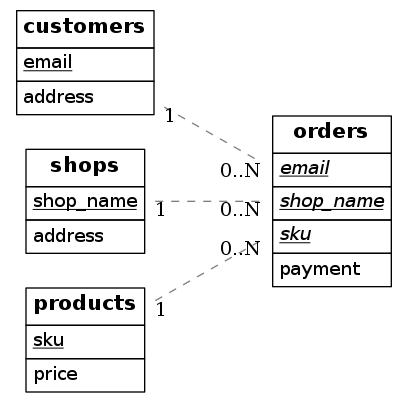 customers
email
address
1
shops
shop_name
address
1
products
sku
price
1
0..N
0..N
0..N
orders
email
shop_name
sku
payment